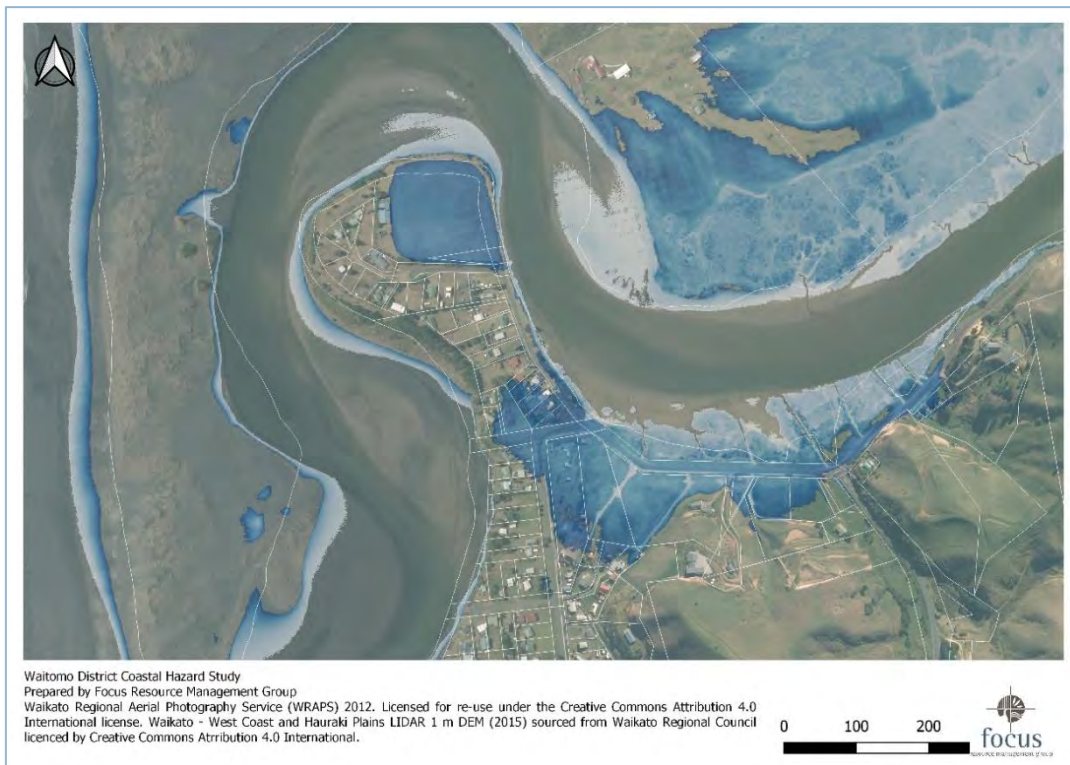 Waitomo District Coastal Hazard Study
Prepared by Focus Resource Management Group
Waikato Regional Aerial Photography Service (WRAPS) 2012. Licensed for re-use under the Creative Commons Attribution 4.0
International license. Waikato - West Coast and Hauraki Plains LIDAR 1 m DEM (2015) sourced from Waikato Regional Council
licenced by Creative Commons Atrribution 4.0 International.
0 100 200
focus
resource management group